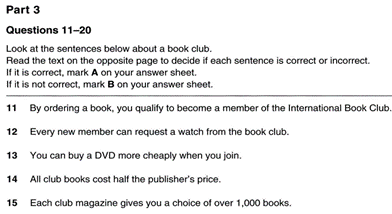 Part 3
Questions 11–20
Look at the sentences below about a book club.
Read the text on the opposite page to decide if each sentence is correct or incorrect.
If it is correct, mark A on your answer sheet.
If it is not correct, mark B on your answer sheet.
11 By ordering a book, you qualify to become a member of the International Book Club.
12 Every new member can request a watch from the book club.
13 You can buy a DVD more cheaply when you join.
14 All club books cost half the publisher's price.
15 Each club magazine gives you a choice of over 1,000 books.